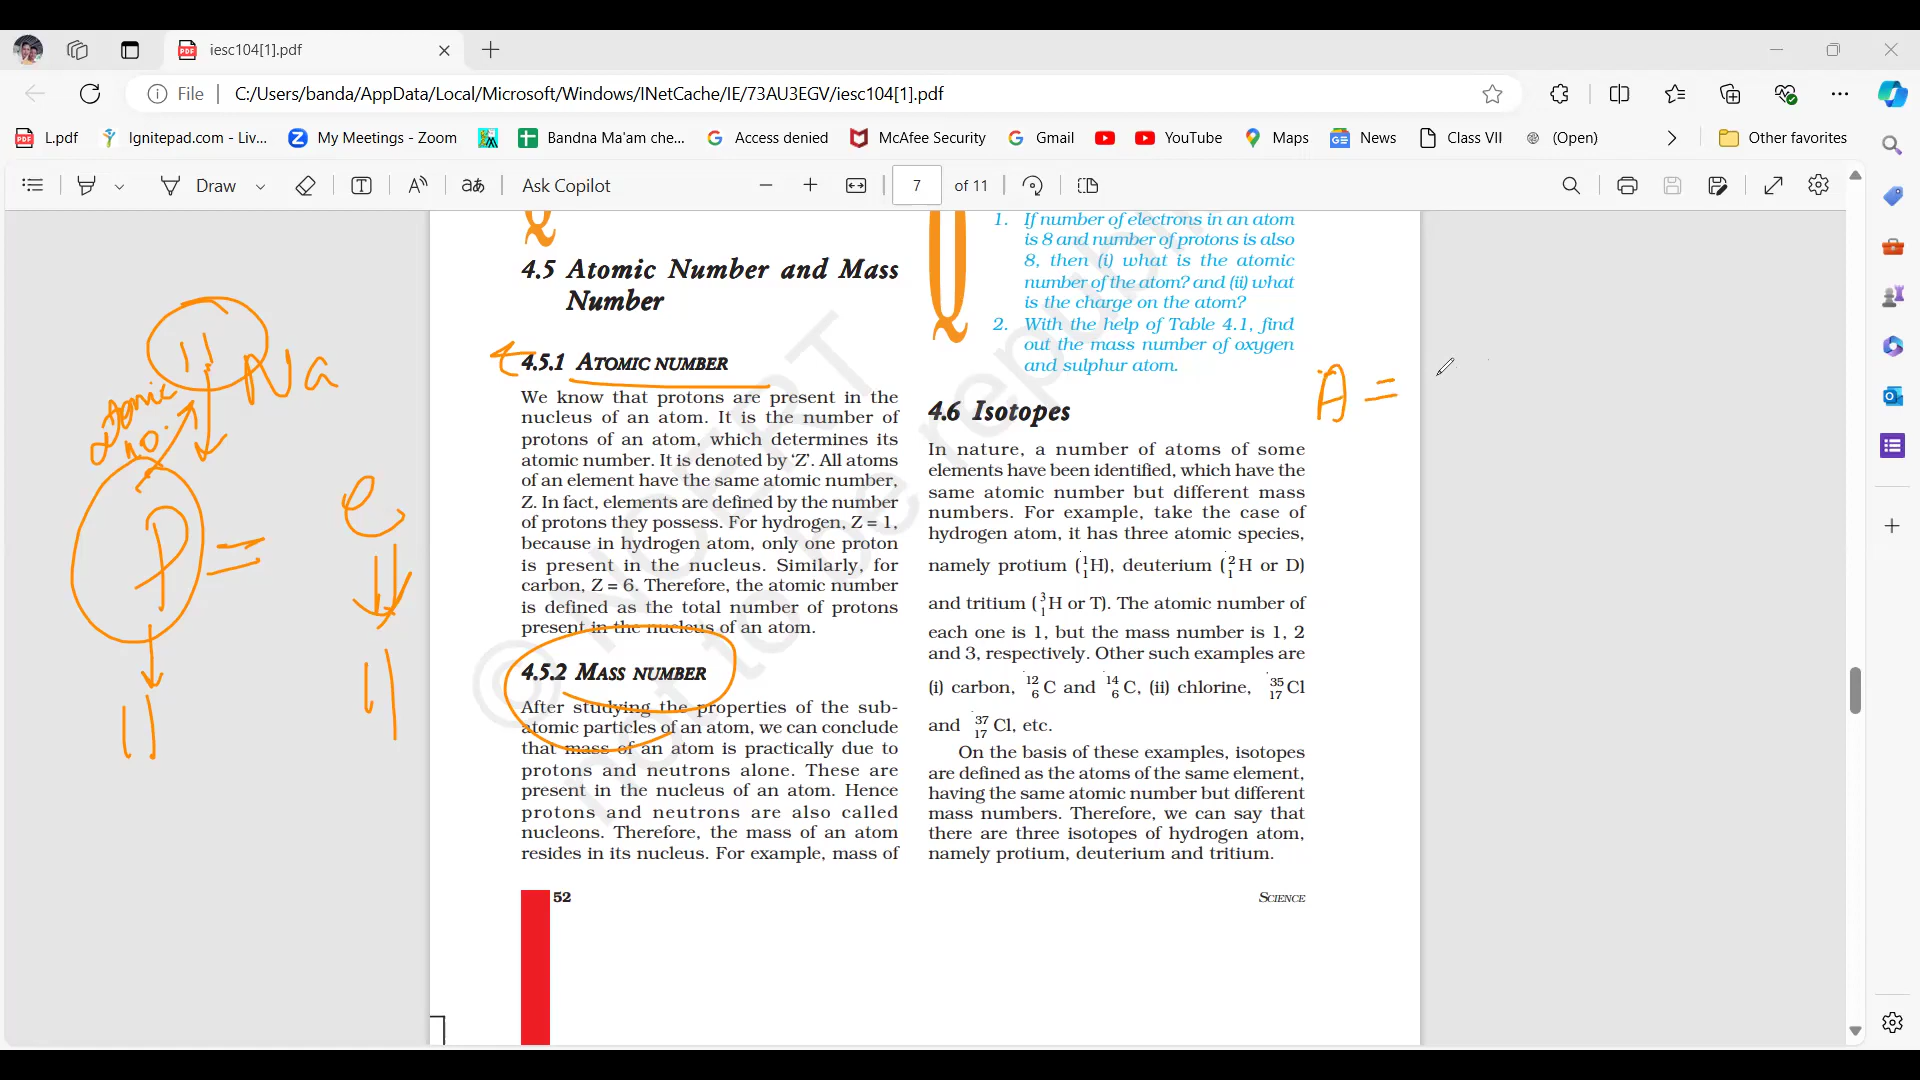 iesc104[1].pdf
File C:/Users/banda/AppData/Local/Microsoft/Windows/INetCache/IE/73AU3EGV/iesc104[1].pdf
L.pdf Ignitepad.com - Liv... My Meetings - Zoom Bandna Ma'am che... Access denied McAfee Security Gmail YouTube Maps News Class VII (Open) Other favorites
Draw Ask Copilot 7 of 11
4.5 Atomic Number and Mass
Number
4.5.1 ATOMIC NUMBER
We know that protons are present in the
nucleus of an atom. It is the number of
protons of an atom, which determines its
atomic number. It is denoted by ‘Z’. All atoms
of an element have the same atomic number,
Z. In fact, elements are defined by the number
of protons they possess. For hydrogen, Z = 1,
because in hydrogen atom, only one proton
is present in the nucleus. Similarly, for
carbon, Z = 6. Therefore, the atomic number
is defined as the total number of protons
present in the nucleus of an atom.
4.5.2 MASS NUMBER
After studying the properties of the sub-
atomic particles of an atom, we can conclude
that mass of an atom is practically due to
protons and neutrons alone. These are
present in the nucleus of an atom. Hence
protons and neutrons are also called
nucleons. Therefore, the mass of an atom
resides in its nucleus. For example, mass of
52
Q
1. If number of electrons in an atom
is 8 and number of protons is also
8, then (i) what is the atomic
number of the atom? and (ii) what
is the charge on the atom?
2. With the help of Table 4.1, find
out the mass number of oxygen
and sulphur atom.
4.6 Isotopes
In nature, a number of atoms of some
elements have been identified, which have the
same atomic number but different mass
numbers. For example, take the case of
hydrogen atom, it has three atomic species,
namely protium (¹₁H), deuterium (²₁H or D)
and tritium (³₁H or T). The atomic number of
each one is 1, but the mass number is 1, 2
and 3, respectively. Other such examples are
(i) carbon, ¹²₆C and ¹⁴₆C, (ii) chlorine, ³⁵₁₇Cl
and ³⁷₁₇Cl, etc.
On the basis of these examples, isotopes
are defined as the atoms of the same element,
having the same atomic number but different
mass numbers. Therefore, we can say that
there are three isotopes of hydrogen atom,
namely protium, deuterium and tritium.
SCIENCE
© NCERT
not to be republi
11 Na
Atomic
no.
P = e
11 11
A =